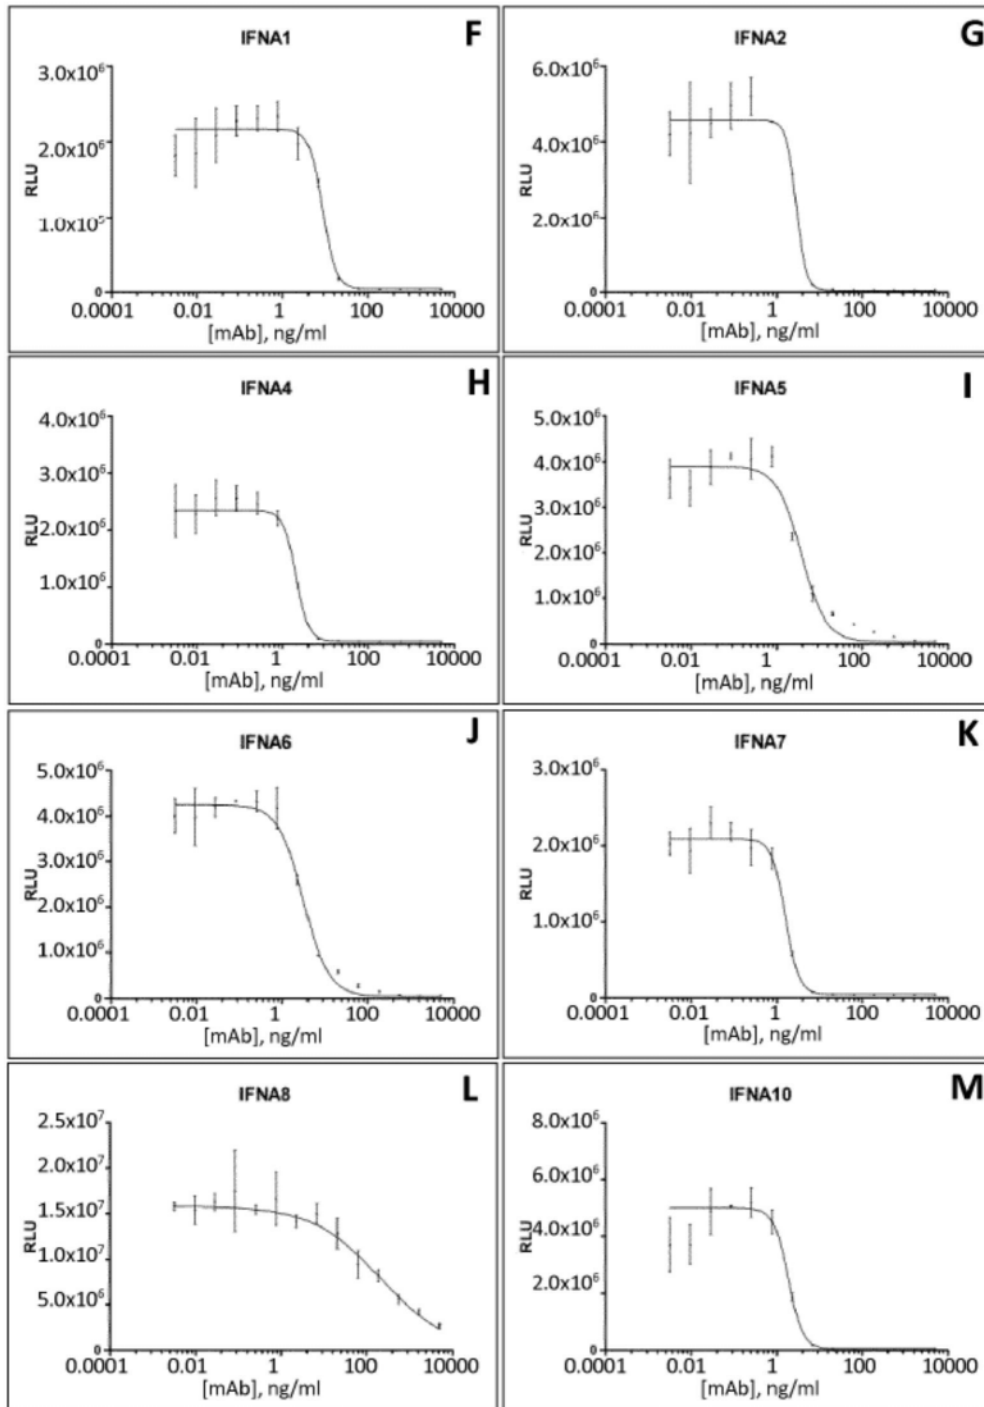 IFNA1
F
3.0x10⁶
2.0x10⁶
1.0x10⁵
0
RLU
0.0001 0.01 1 100 10000
[mAb], ng/ml
IFNA2
G
6.0x10⁶
4.0x10⁶
2.0x10⁶
0
RLU
0.0001 0.01 1 100 10000
[mAb], ng/ml
IFNA4
H
4.0x10⁶
3.0x10⁶
2.0x10⁶
1.0x10⁶
0
RLU
0.0001 0.01 1 100 10000
[mAb], ng/ml
IFNA5
I
5.0x10⁶
4.0x10⁶
3.0x10⁶
2.0x10⁶
1.0x10⁶
0
RLU
0.0001 0.01 1 100 10000
[mAb], ng/ml
IFNA6
J
5.0x10⁶
4.0x10⁶
3.0x10⁶
2.0x10⁶
1.0x10⁶
0
RLU
0.0001 0.01 1 100 10000
[mAb], ng/ml
IFNA7
K
3.0x10⁶
2.0x10⁶
1.0x10⁶
0
RLU
0.0001 0.01 1 100 10000
[mAb], ng/ml
IFNA8
L
2.5x10⁷
2.0x10⁷
1.5x10⁷
1.0x10⁷
5.0x10⁶
0
RLU
0.0001 0.01 1 100 10000
[mAb], ng/ml
IFNA10
M
8.0x10⁶
6.0x10⁶
4.0x10⁶
2.0x10⁶
0
RLU
0.0001 0.01 1 100 10000
[mAb], ng/ml